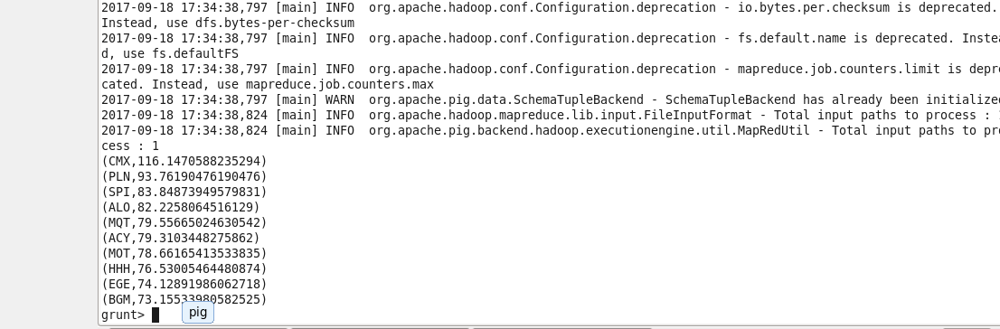 2017-09-18 17:34:38,797 [main] INFO  org.apache.hadoop.conf.Configuration.deprecation - io.bytes.per.checksum is deprecated.
Instead, use dfs.bytes-per-checksum
2017-09-18 17:34:38,797 [main] INFO  org.apache.hadoop.conf.Configuration.deprecation - fs.default.name is deprecated. Inste
d, use fs.defaultFS
2017-09-18 17:34:38,797 [main] INFO  org.apache.hadoop.conf.Configuration.deprecation - mapreduce.job.counters.limit is depr
cated. Instead, use mapreduce.job.counters.max
2017-09-18 17:34:38,797 [main] WARN  org.apache.pig.data.SchemaTupleBackend - SchemaTupleBackend has already been initialize
2017-09-18 17:34:38,824 [main] INFO  org.apache.hadoop.mapreduce.lib.input.FileInputFormat - Total input paths to process :
2017-09-18 17:34:38,824 [main] INFO  org.apache.pig.backend.hadoop.executionengine.util.MapRedUtil - Total input paths to pr
cess : 1
(CMX,116.1470588235294)
(PLN,93.76190476190476)
(SPI,83.84873949579831)
(ALO,82.2258064516129)
(MQT,79.55665024630542)
(ACY,79.3103448275862)
(MOT,78.66165413533835)
(HHH,76.53005464480874)
(EGE,74.12891986062718)
(BGM,73.15533980582525)
grunt>
pig